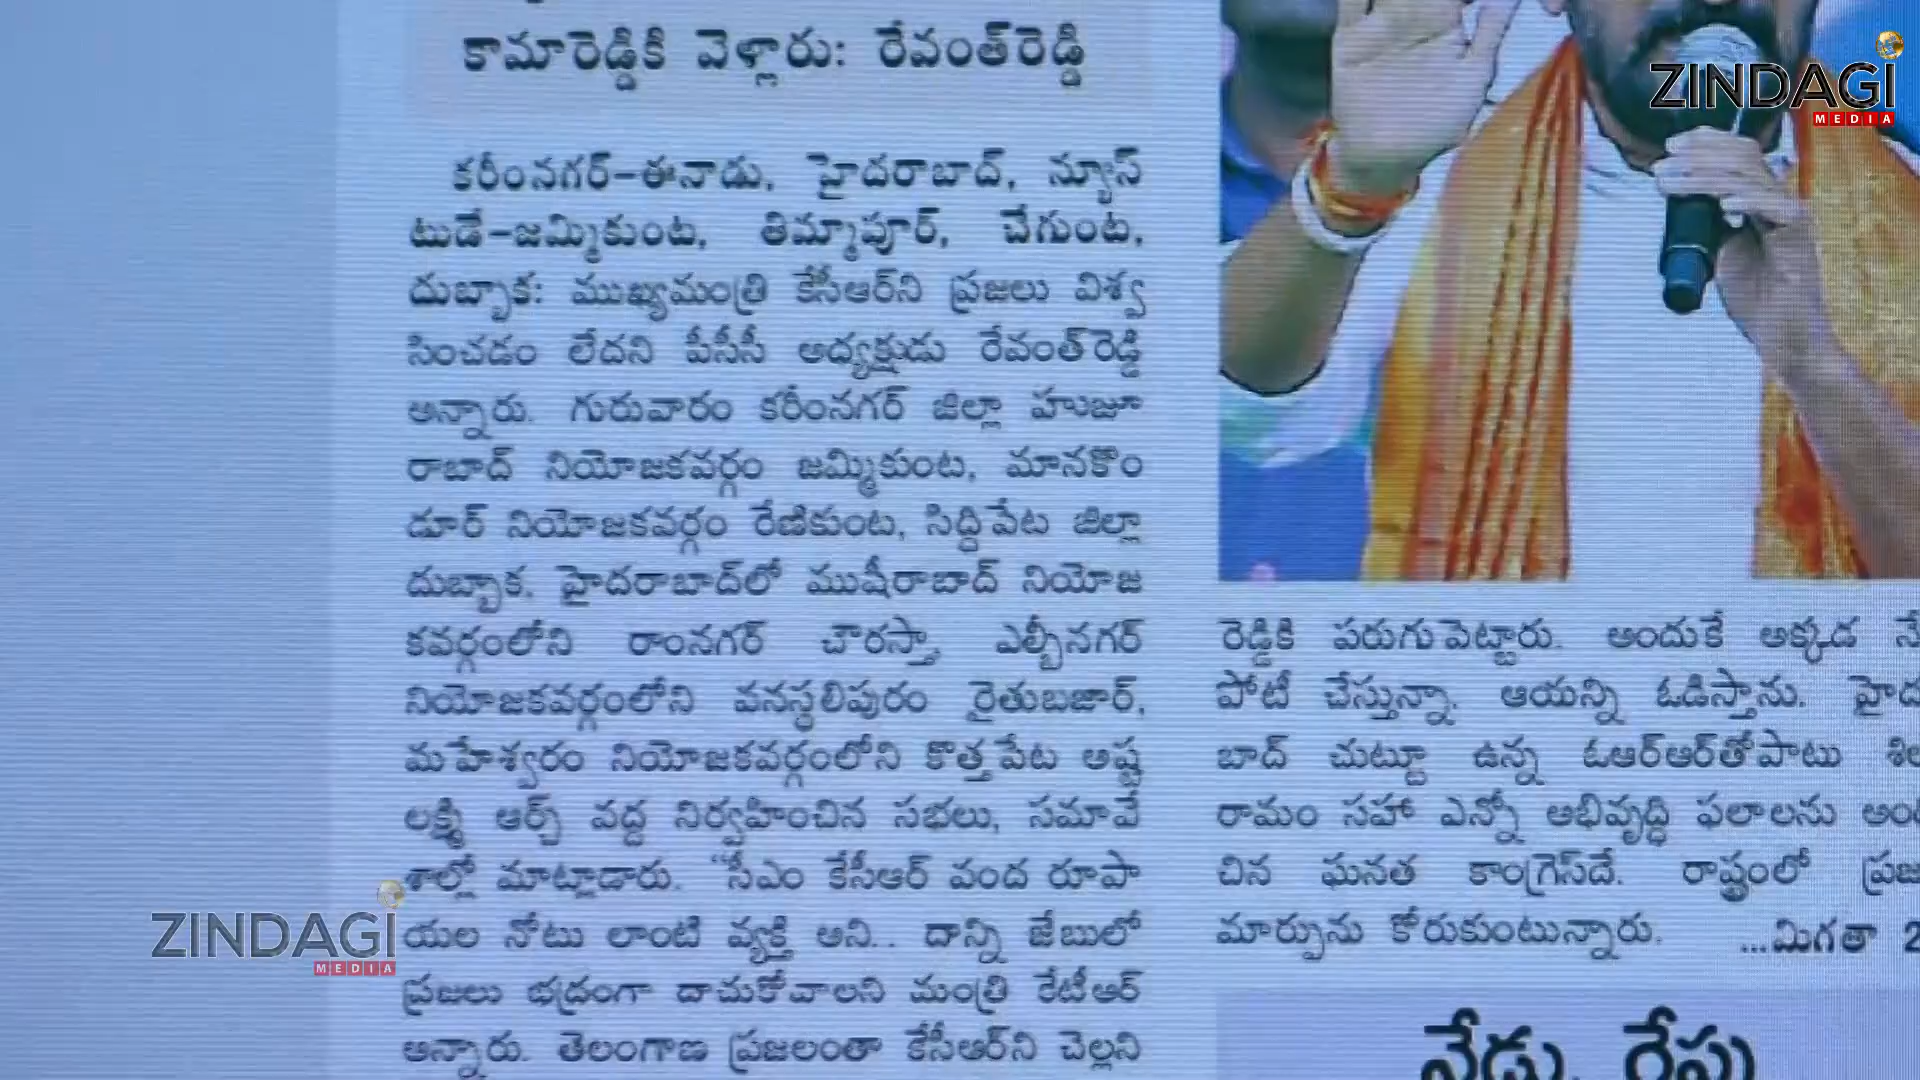 కామారెడ్డికి వెళ్లారు: రేవంత్‌రెడ్డి
కరీంనగర్-ఈనాడు, హైదరాబాద్, న్యూస్
టుడే-జమ్మికుంట, తిమ్మాపూర్, చేగుంట,
దుబ్బాక: ముఖ్యమంత్రి కేసీఆర్‌ని ప్రజలు విశ్వ
సించడం లేదని పీసీసీ అధ్యక్షుడు రేవంత్‌రెడ్డి
అన్నారు. గురువారం కరీంనగర్ జిల్లా హుజూ
రాబాద్ నియోజకవర్గం జమ్మికుంట, మానకొం
డూర్ నియోజకవర్గం రేణికుంట, సిద్దిపేట జిల్లా
దుబ్బాక, హైదరాబాద్‌లో ముషీరాబాద్ నియోజ
కవర్గంలోని రాంనగర్ చౌరస్తా, ఎల్బీనగర్
నియోజకవర్గంలోని వనస్థలిపురం రైతుబజార్,
మహేశ్వరం నియోజకవర్గంలోని కొత్తపేట అష్ట
లక్ష్మి ఆర్చ్ వద్ద నిర్వహించిన సభలు, సమావే
శాల్లో మాట్లాడారు. ‘‘సీఎం కేసీఆర్ వంద రూపా
యల నోటు లాంటి వ్యక్తి అని.. దాన్ని జేబులో
ప్రజలు భద్రంగా దాచుకోవాలని మంత్రి కేటీఆర్
అన్నారు. తెలంగాణ ప్రజలంతా కేసీఆర్‌ని చెల్లని
రెడ్డికి పరుగుపెట్టారు. అందుకే అక్కడ
పోటీ చేస్తున్నా. ఆయన్ని ఓడిస్తాను.
బాద్ చుట్టూ ఉన్న ఓఆర్‌ఆర్‌తోపాటు
రామం సహా ఎన్నో అభివృద్ధి ఫలాలను
చిన ఘనత కాంగ్రెస్‌దే. రాష్ట్రంలో
మార్పును కోరుకుంటున్నారు. ...మిగతా 2
నేడు, రేపు
ZINDAGI
MEDIA
ZINDAGI
MEDIA